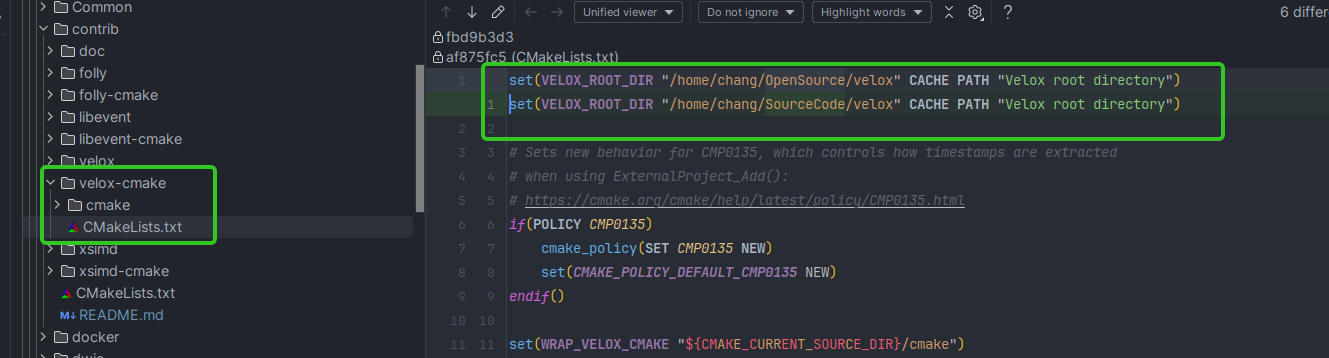 Common
contrib
doc
folly
folly-cmake
libevent
libevent-cmake
velox
velox-cmake
cmake
CMakeLists.txt
xsimd
xsimd-cmake
CMakeLists.txt
README.md
docker
Unified viewer
Do not ignore
Highlight words
?
6 differe
fbd9b3d3
af875fc5 (CMakeLists.txt)
1 set(VELOX_ROOT_DIR "/home/chang/OpenSource/velox" CACHE PATH "Velox root directory")
1 set(VELOX_ROOT_DIR "/home/chang/SourceCode/velox" CACHE PATH "Velox root directory")
2 2
3 3 # Sets new behavior for CMP0135, which controls how timestamps are extracted
4 4 # when using ExternalProject_Add():
5 5 # https://cmake.org/cmake/help/latest/policy/CMP0135.html
6 6 if(POLICY CMP0135)
7 7 cmake_policy(SET CMP0135 NEW)
8 8 set(CMAKE_POLICY_DEFAULT_CMP0135 NEW)
9 9 endif()
10 10
11 11 set(WRAP_VELOX_CMAKE "${CMAKE_CURRENT_SOURCE_DIR}/cmake")